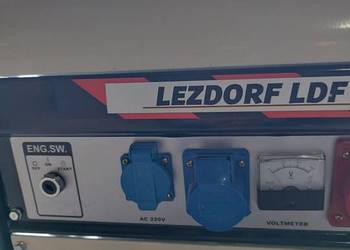 LEZDORF LDF
ENG.SW.
OFF ON START
V
AC 220V
VOLTMETER